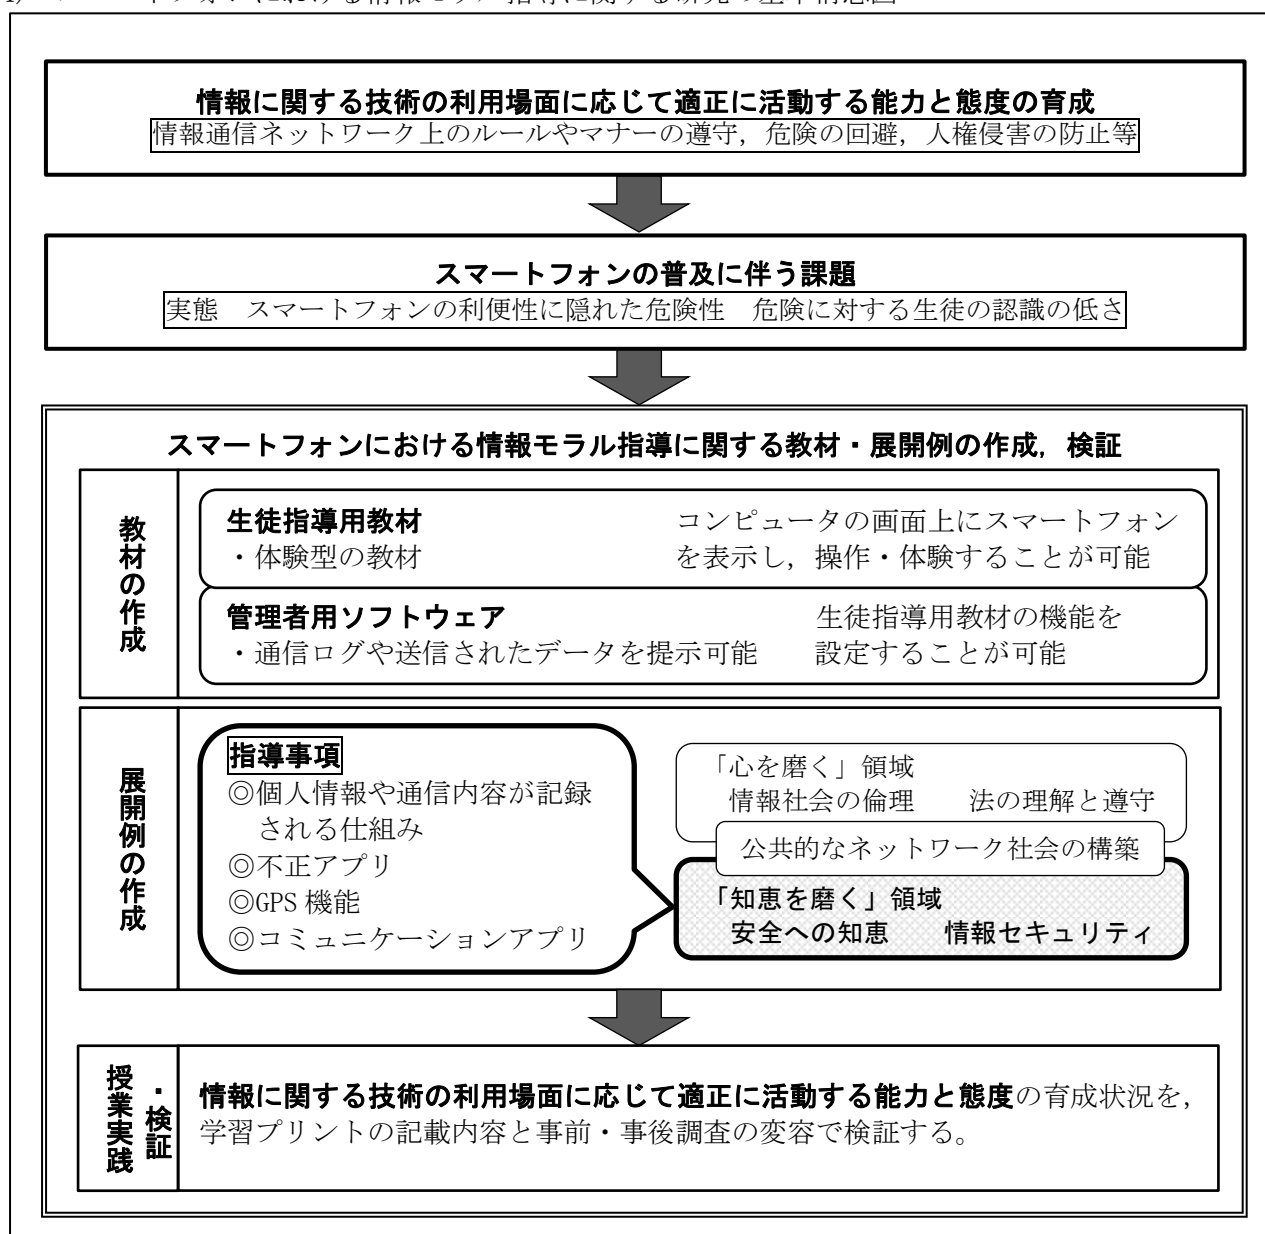 情報に関する技術の利用場面に応じて適正に活動する能力と態度の育成
情報通信ネットワーク上のルールやマナーの遵守，危険の回避，人権侵害の防止等
スマートフォンの普及に伴う課題
実態　スマートフォンの利便性に隠れた危険性　危険に対する生徒の認識の低さ
スマートフォンにおける情報モラル指導に関する教材・展開例の作成，検証
教材の作成
生徒指導用教材
・体験型の教材
コンピュータの画面上にスマートフォン
を表示し，操作・体験することが可能
管理者用ソフトウェア
・通信ログや送信されたデータを提示可能
生徒指導用教材の機能を
設定することが可能
展開例の作成
指導事項
◎個人情報や通信内容が記録
される仕組み
◎不正アプリ
◎GPS 機能
◎コミュニケーションアプリ
「心を磨く」領域
情報社会の倫理　　法の理解と遵守
公共的なネットワーク社会の構築
「知恵を磨く」領域
安全への知恵　　情報セキュリティ
授業実践
・検証
情報に関する技術の利用場面に応じて適正に活動する能力と態度の育成状況を，
学習プリントの記載内容と事前・事後調査の変容で検証する。